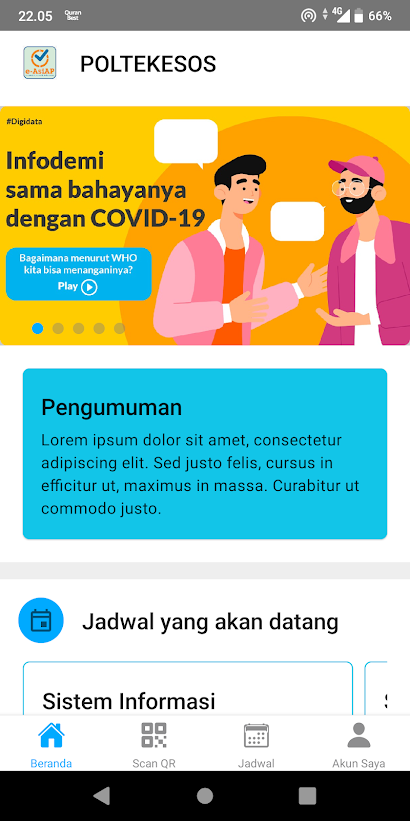 22.05
Quran
Best
4G
66%
e-AsiAP
POLTEKESOS
#Digidata
Infodemi
sama bahayanya
dengan COVID-19
Bagaimana menurut WHO
kita bisa menanganinya?
Play
Pengumuman
Lorem ipsum dolor sit amet, consectetur
adipiscing elit. Sed justo felis, cursus in
efficitur ut, maximus in massa. Curabitur ut
commodo justo.
Jadwal yang akan datang
Sistem Informasi
Beranda
Scan QR
Jadwal
Akun Saya